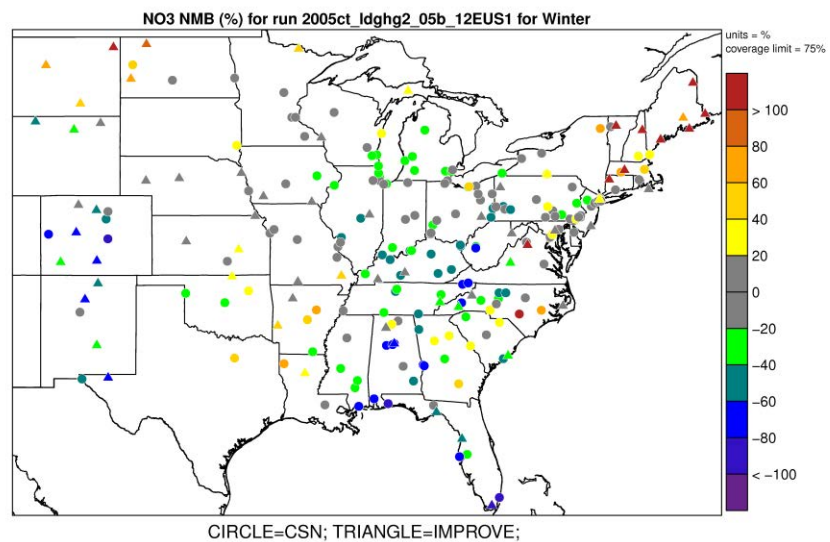 NO3 NMB (%) for run 2005ct_ldghg2_05b_12EUS1 for Winter
units = %
coverage limit = 75%
> 100
80
60
40
20
0
−20
−40
−60
−80
< −100
CIRCLE=CSN; TRIANGLE=IMPROVE;